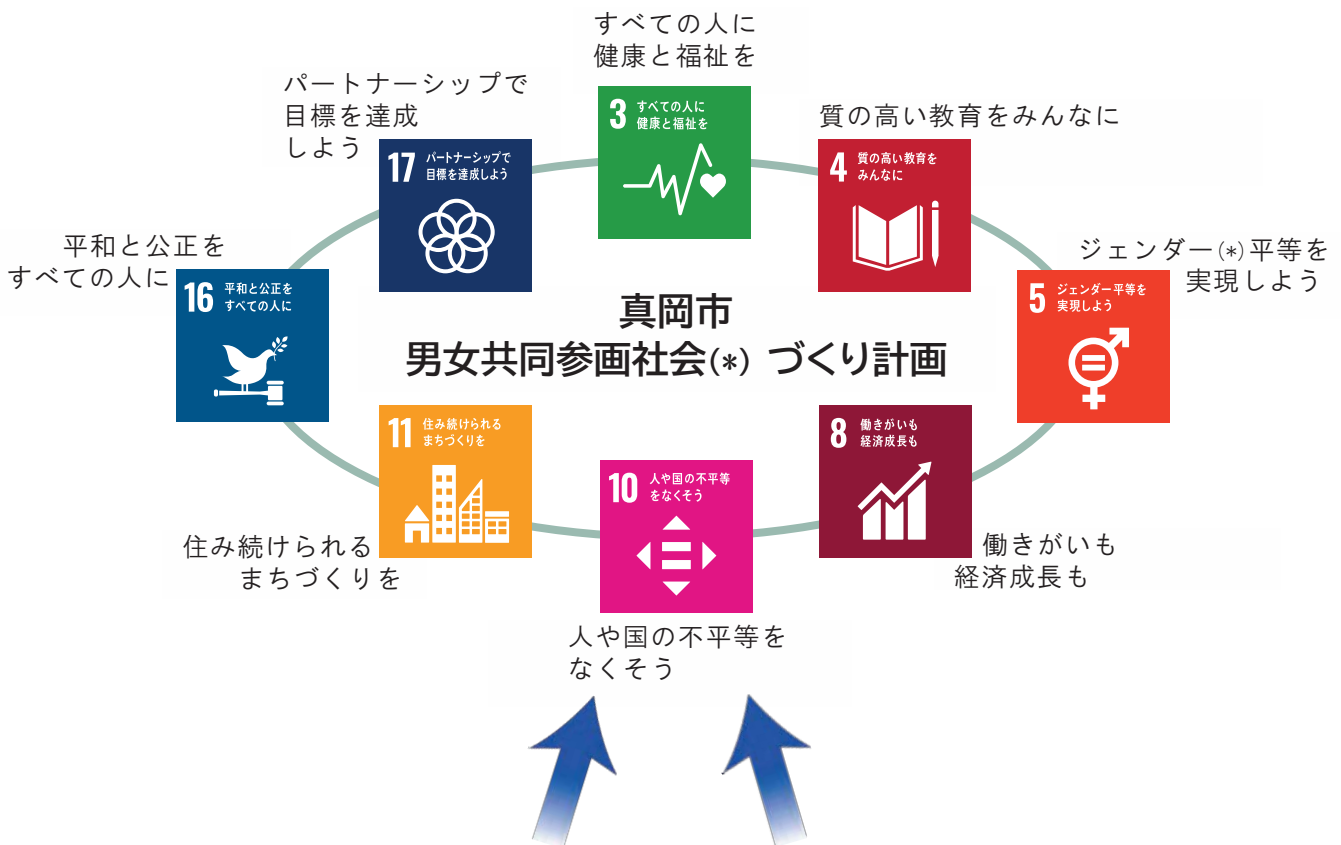 すべての人に
健康と福祉を
パートナーシップで
目標を達成
しよう
質の高い教育をみんなに
3 すべての人に
健康と福祉を
17 パートナーシップで
目標を達成しよう
4 質の高い教育を
みんなに
平和と公正を
すべての人に
ジェンダー(*)平等を
実現しよう
16 平和と公正を
すべての人に
5 ジェンダー平等を
実現しよう
真岡市
男女共同参画社会(*) づくり計画
11 住み続けられる
まちづくりを
8 働きがいも
経済成長も
10 人や国の不平等
をなくそう
住み続けられる
まちづくりを
働きがいも
経済成長も
人や国の不平等を
なくそう